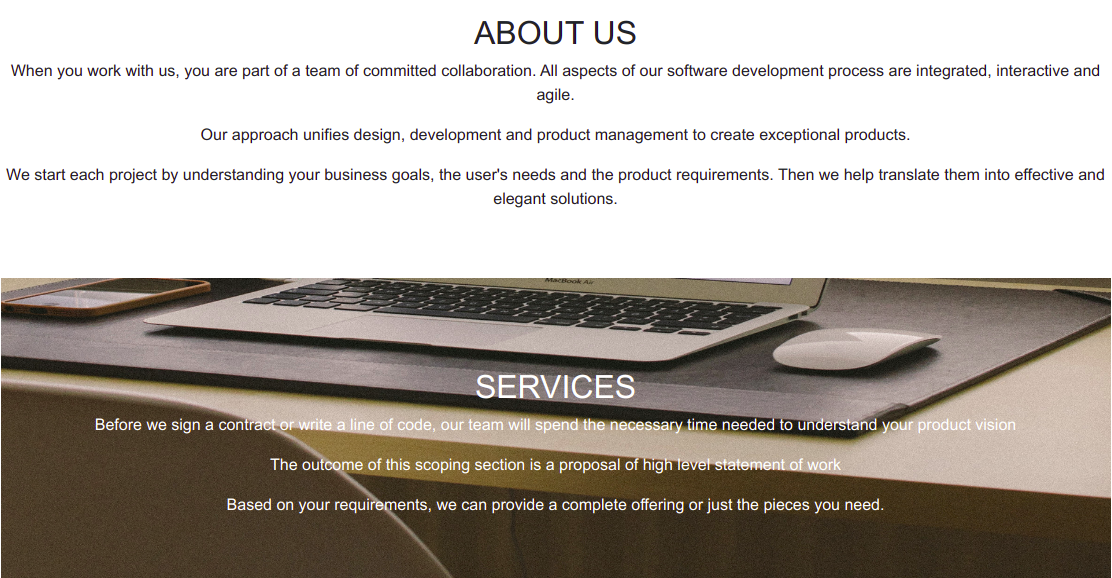 ABOUT US
When you work with us, you are part of a team of committed collaboration. All aspects of our software development process are integrated, interactive and
agile.
Our approach unifies design, development and product management to create exceptional products.
We start each project by understanding your business goals, the user's needs and the product requirements. Then we help translate them into effective and
elegant solutions.
MacBook Air
SERVICES
Before we sign a contract or write a line of code, our team will spend the necessary time needed to understand your product vision
The outcome of this scoping section is a proposal of high level statement of work
Based on your requirements, we can provide a complete offering or just the pieces you need.